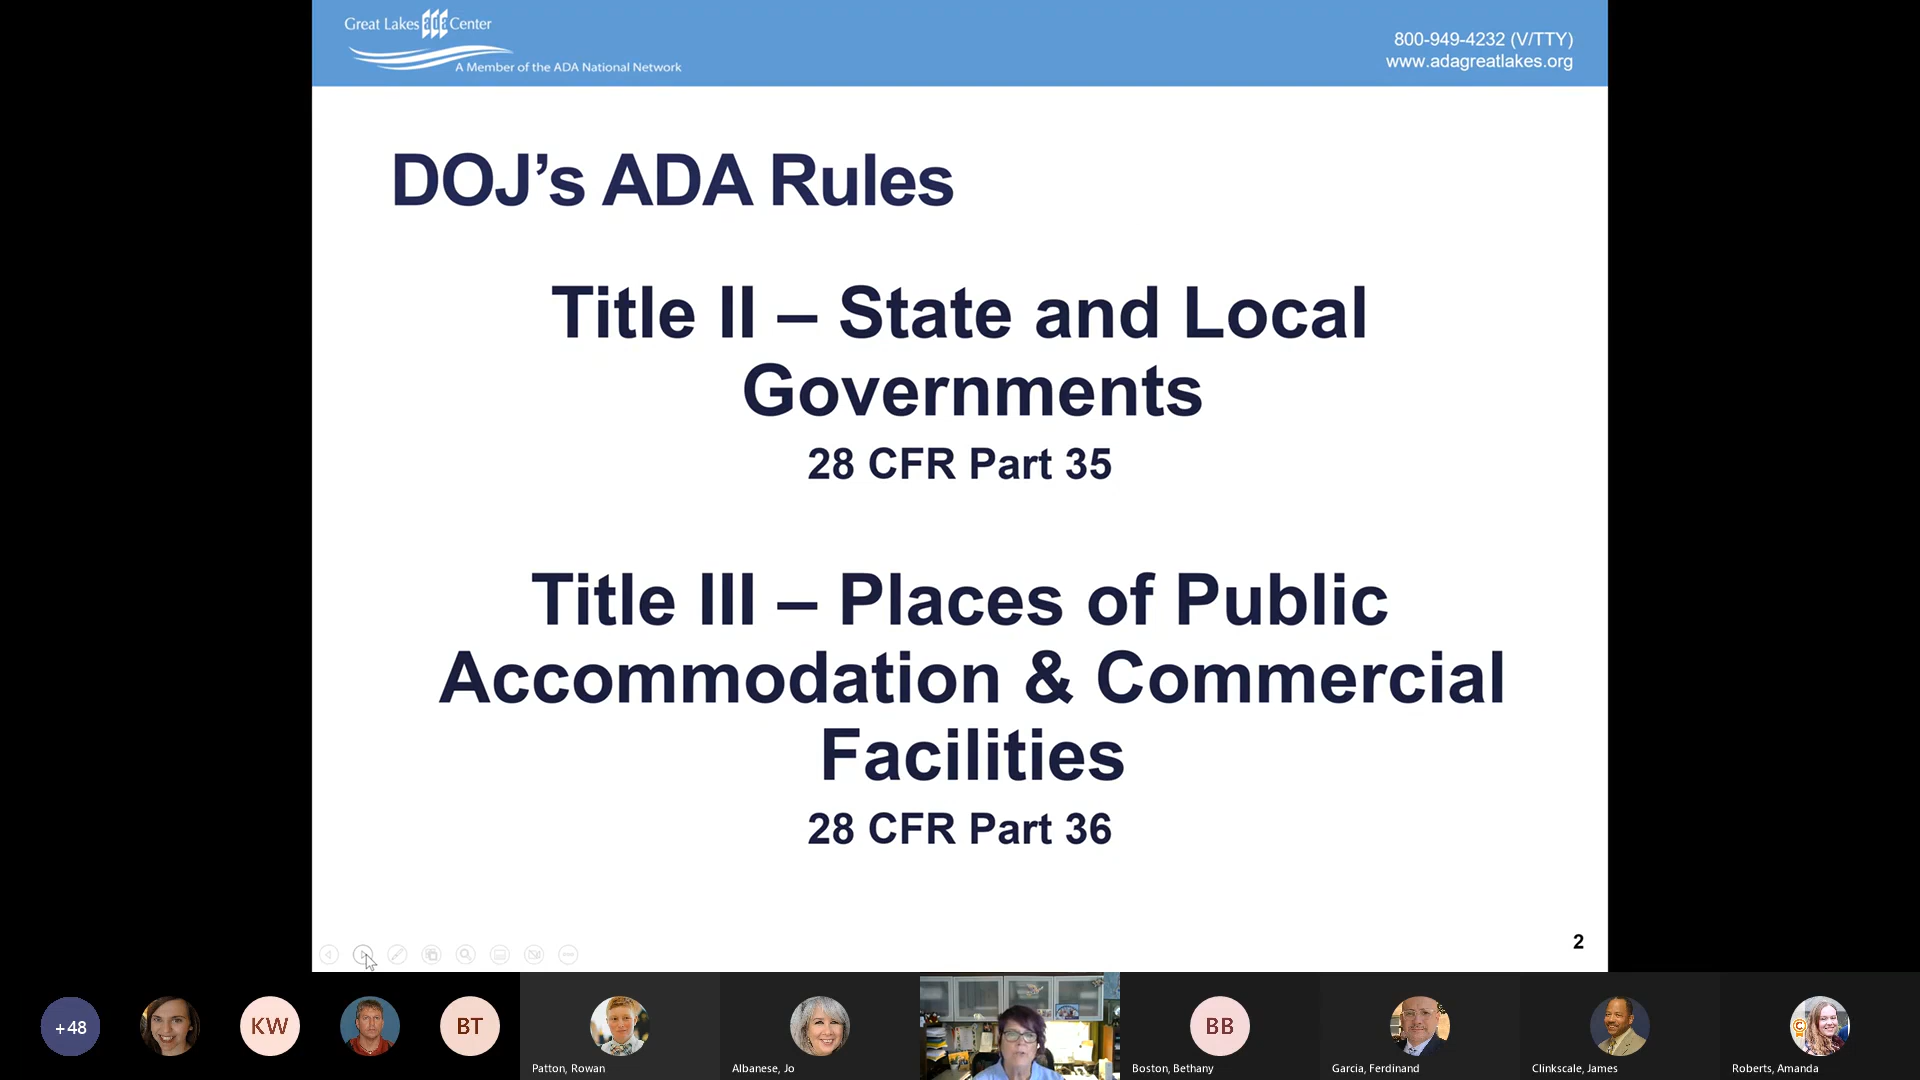 Great Lakes ada Center
A Member of the ADA National Network
800-949-4232 (V/TTY)
www.adagreatlakes.org
DOJ’s ADA Rules
Title II – State and Local
Governments
28 CFR Part 35
Title III – Places of Public
Accommodation & Commercial
Facilities
28 CFR Part 36
2
+48
KW
BT
BB
Patton, Rowan
Albanese, Jo
Boston, Bethany
Garcia, Ferdinand
Clinkscale, James
Roberts, Amanda